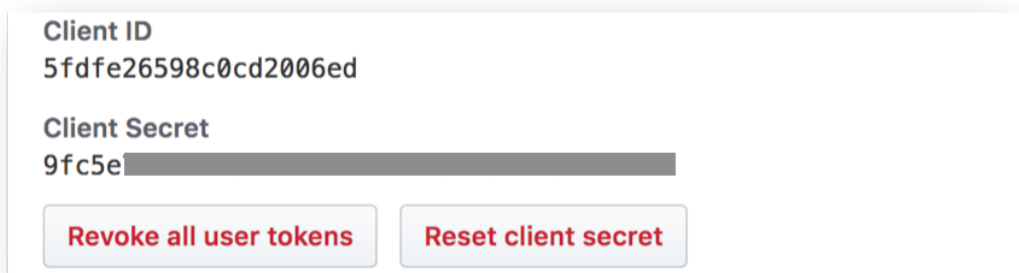 Client ID
5fdfe26598c0cd2006ed
Client Secret
9fc5e
Revoke all user tokens
Reset client secret